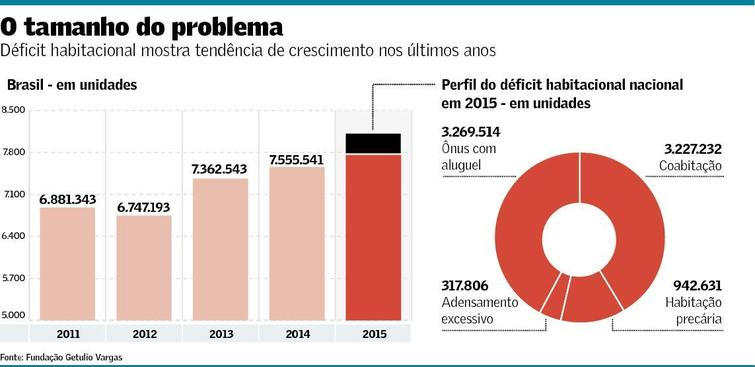 O tamanho do problema
Déficit habitacional mostra tendência de crescimento nos últimos anos
Brasil - em unidades
8.500
7.800
7.100
6.400
5.700
5.000
6.881.343
6.747.193
7.362.543
7.555.541
2011
2012
2013
2014
2015
Perfil do déficit habitacional nacional
em 2015 - em unidades
3.269.514
Ônus com
aluguel
3.227.232
Coabitação
317.806
Adensamento
excessivo
942.631
Habitação
precária
Fonte: Fundação Getulio Vargas